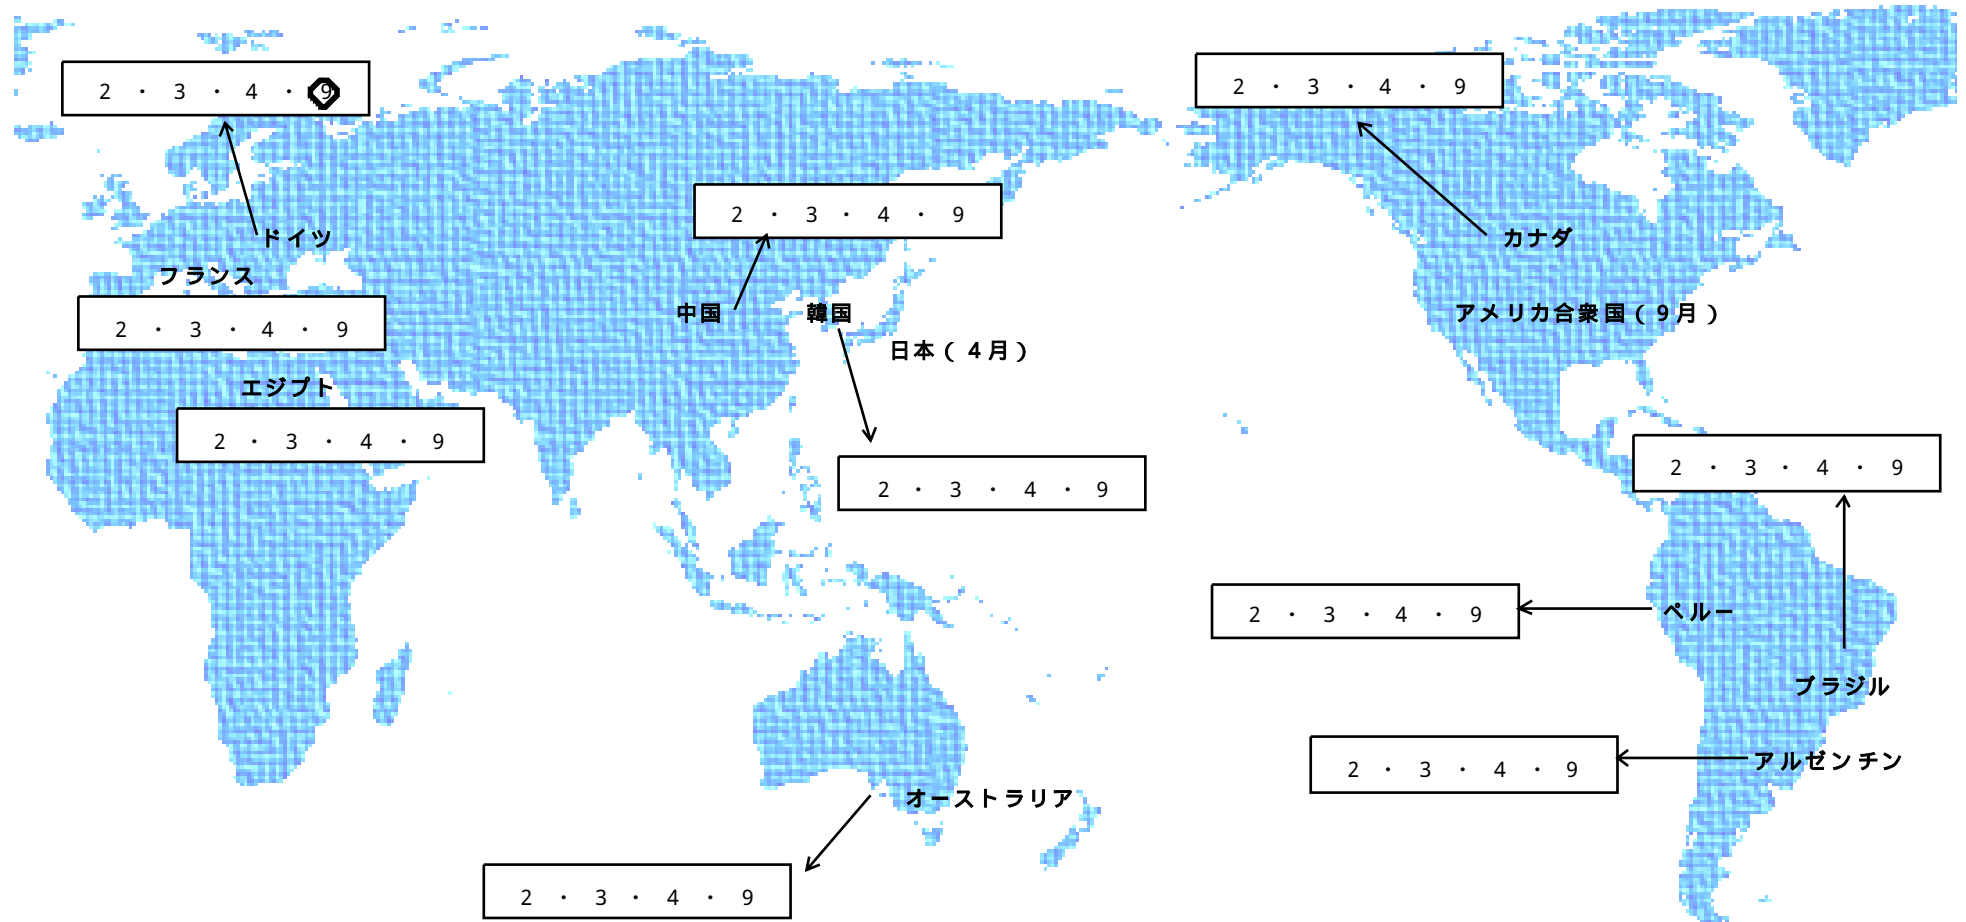 2 ・ 3 ・ 4 ・ 9
2 ・ 3 ・ 4 ・ 9
2 ・ 3 ・ 4 ・ 9
ドイツ
カナダ
フランス
2 ・ 3 ・ 4 ・ 9
中国
韓国
アメリカ合衆国（９月）
日本（４月）
エジプト
2 ・ 3 ・ 4 ・ 9
2 ・ 3 ・ 4 ・ 9
2 ・ 3 ・ 4 ・ 9
2 ・ 3 ・ 4 ・ 9
ペルー
ブラジル
2 ・ 3 ・ 4 ・ 9
アルゼンチン
オーストラリア
2 ・ 3 ・ 4 ・ 9